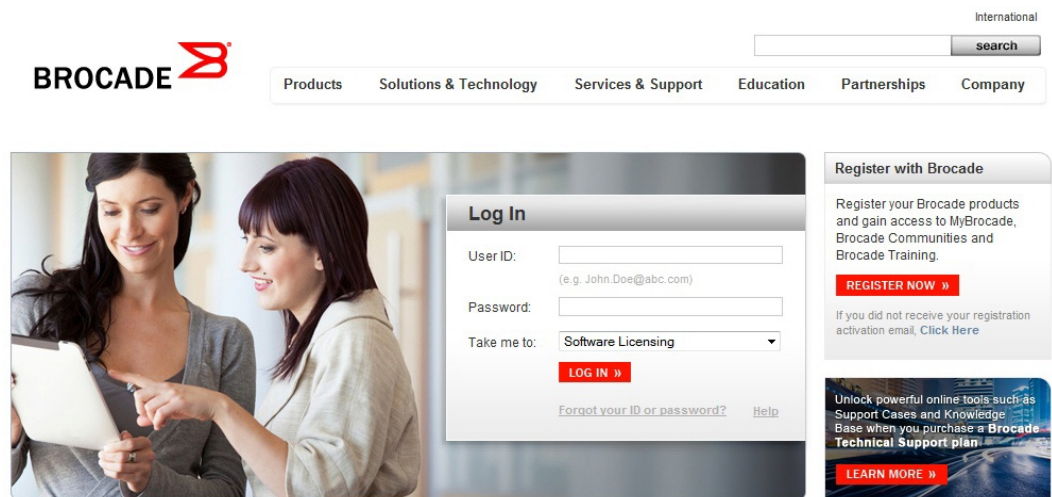 International
search
BROCADE
Products Solutions & Technology Services & Support Education Partnerships Company
Log In
User ID:
(e.g. John.Doe@abc.com)
Password:
Take me to: Software Licensing
LOG IN »
Forgot your ID or password? Help
Register with Brocade
Register your Brocade products
and gain access to MyBrocade,
Brocade Communities and
Brocade Training.
REGISTER NOW »
If you did not receive your registration
activation email, Click Here
Unlock powerful online tools such as
Support Cases and Knowledge
Base when you purchase a Brocade
Technical Support plan
LEARN MORE »